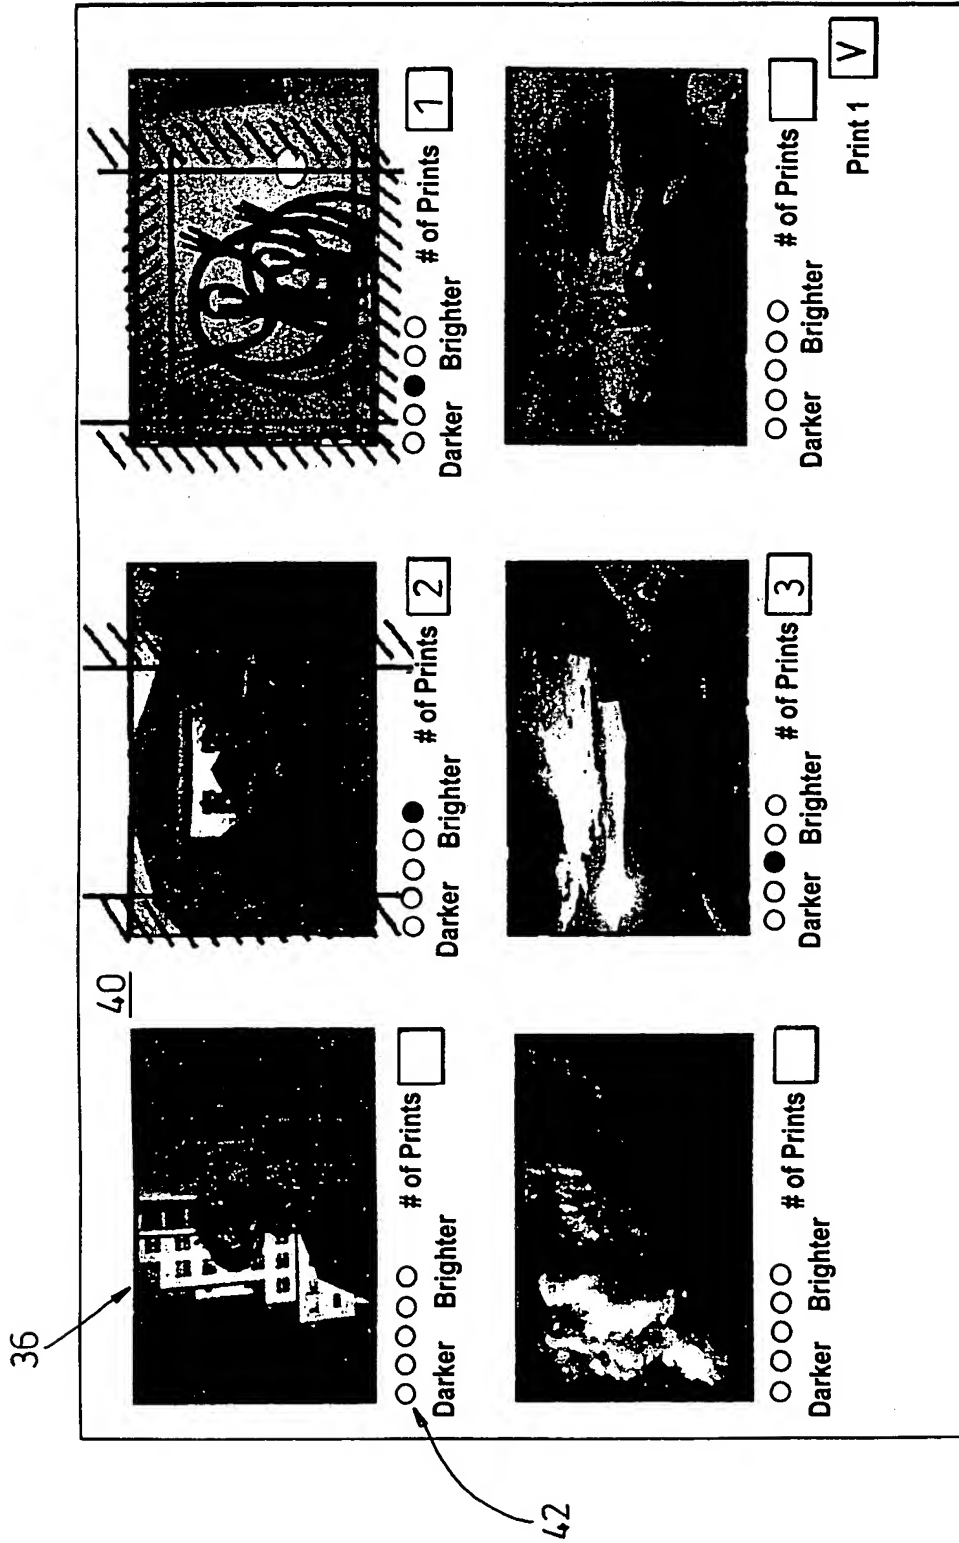 36
40
# of Prints
Darker Brighter
# of Prints 2
Darker Brighter
# of Prints 1
Darker Brighter
42
# of Prints
Darker Brighter
# of Prints 3
Darker Brighter
# of Prints
Darker Brighter
Print 1 V